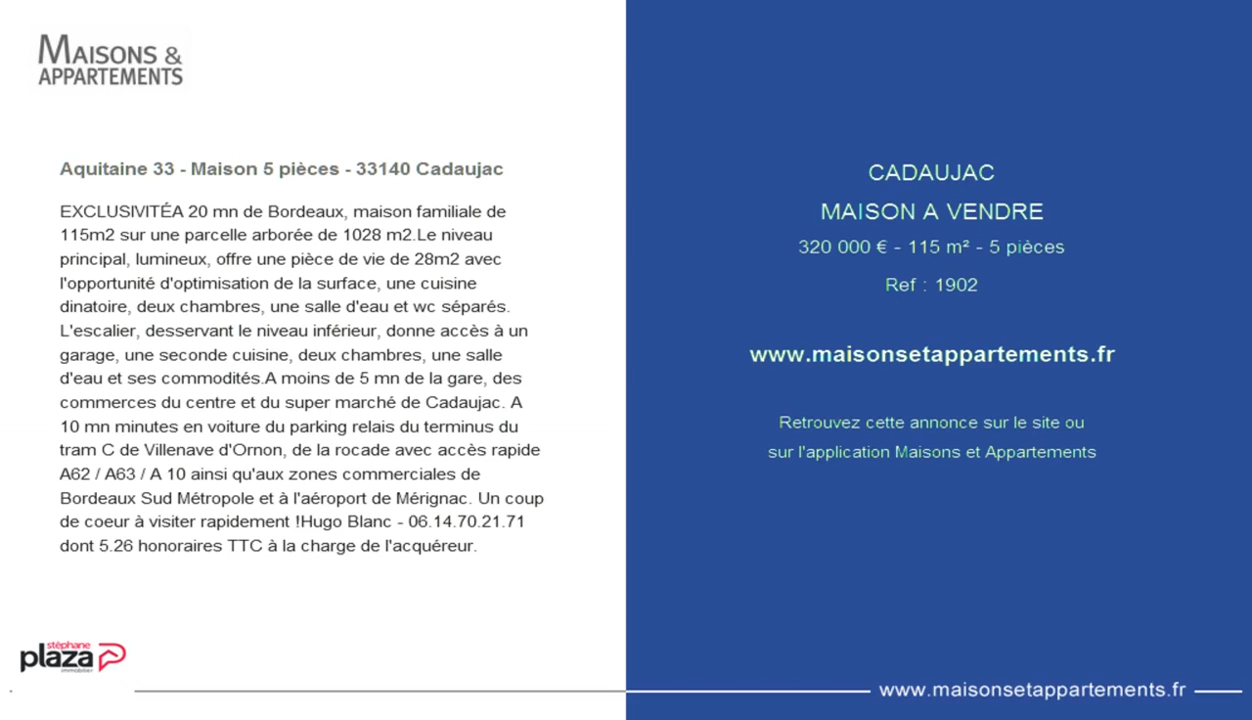 MAISONS &
APPARTEMENTS
Aquitaine 33 - Maison 5 pièces - 33140 Cadaujac
EXCLUSIVITÉA 20 mn de Bordeaux, maison familiale de
115m2 sur une parcelle arborée de 1028 m2.Le niveau
principal, lumineux, offre une pièce de vie de 28m2 avec
l'opportunité d'optimisation de la surface, une cuisine
dinatoire, deux chambres, une salle d'eau et wc séparés.
L'escalier, desservant le niveau inférieur, donne accès à un
garage, une seconde cuisine, deux chambres, une salle
d'eau et ses commodités.A moins de 5 mn de la gare, des
commerces du centre et du super marché de Cadaujac. A
10 mn minutes en voiture du parking relais du terminus du
tram C de Villenave d'Ornon, de la rocade avec accès rapide
A62 / A63 / A 10 ainsi qu'aux zones commerciales de
Bordeaux Sud Métropole et à l'aéroport de Mérignac. Un coup
de coeur à visiter rapidement !Hugo Blanc - 06.14.70.21.71
dont 5.26 honoraires TTC à la charge de l'acquéreur.
stéphane
plaza
immobilier
CADAUJAC
MAISON A VENDRE
320 000 € - 115 m² - 5 pièces
Ref : 1902
www.maisonsetappartements.fr
Retrouvez cette annonce sur le site ou
sur l'application Maisons et Appartements
www.maisonsetappartements.fr